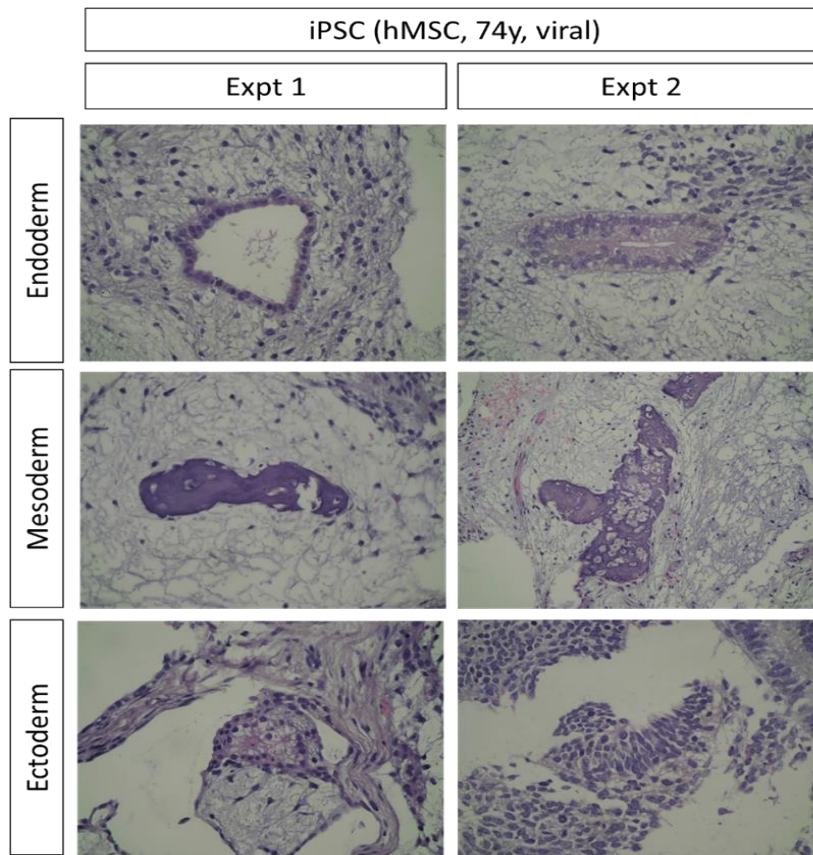 iPSC (hMSC, 74y, viral)
Expt 1
Expt 2
Endoderm
Mesoderm
Ectoderm